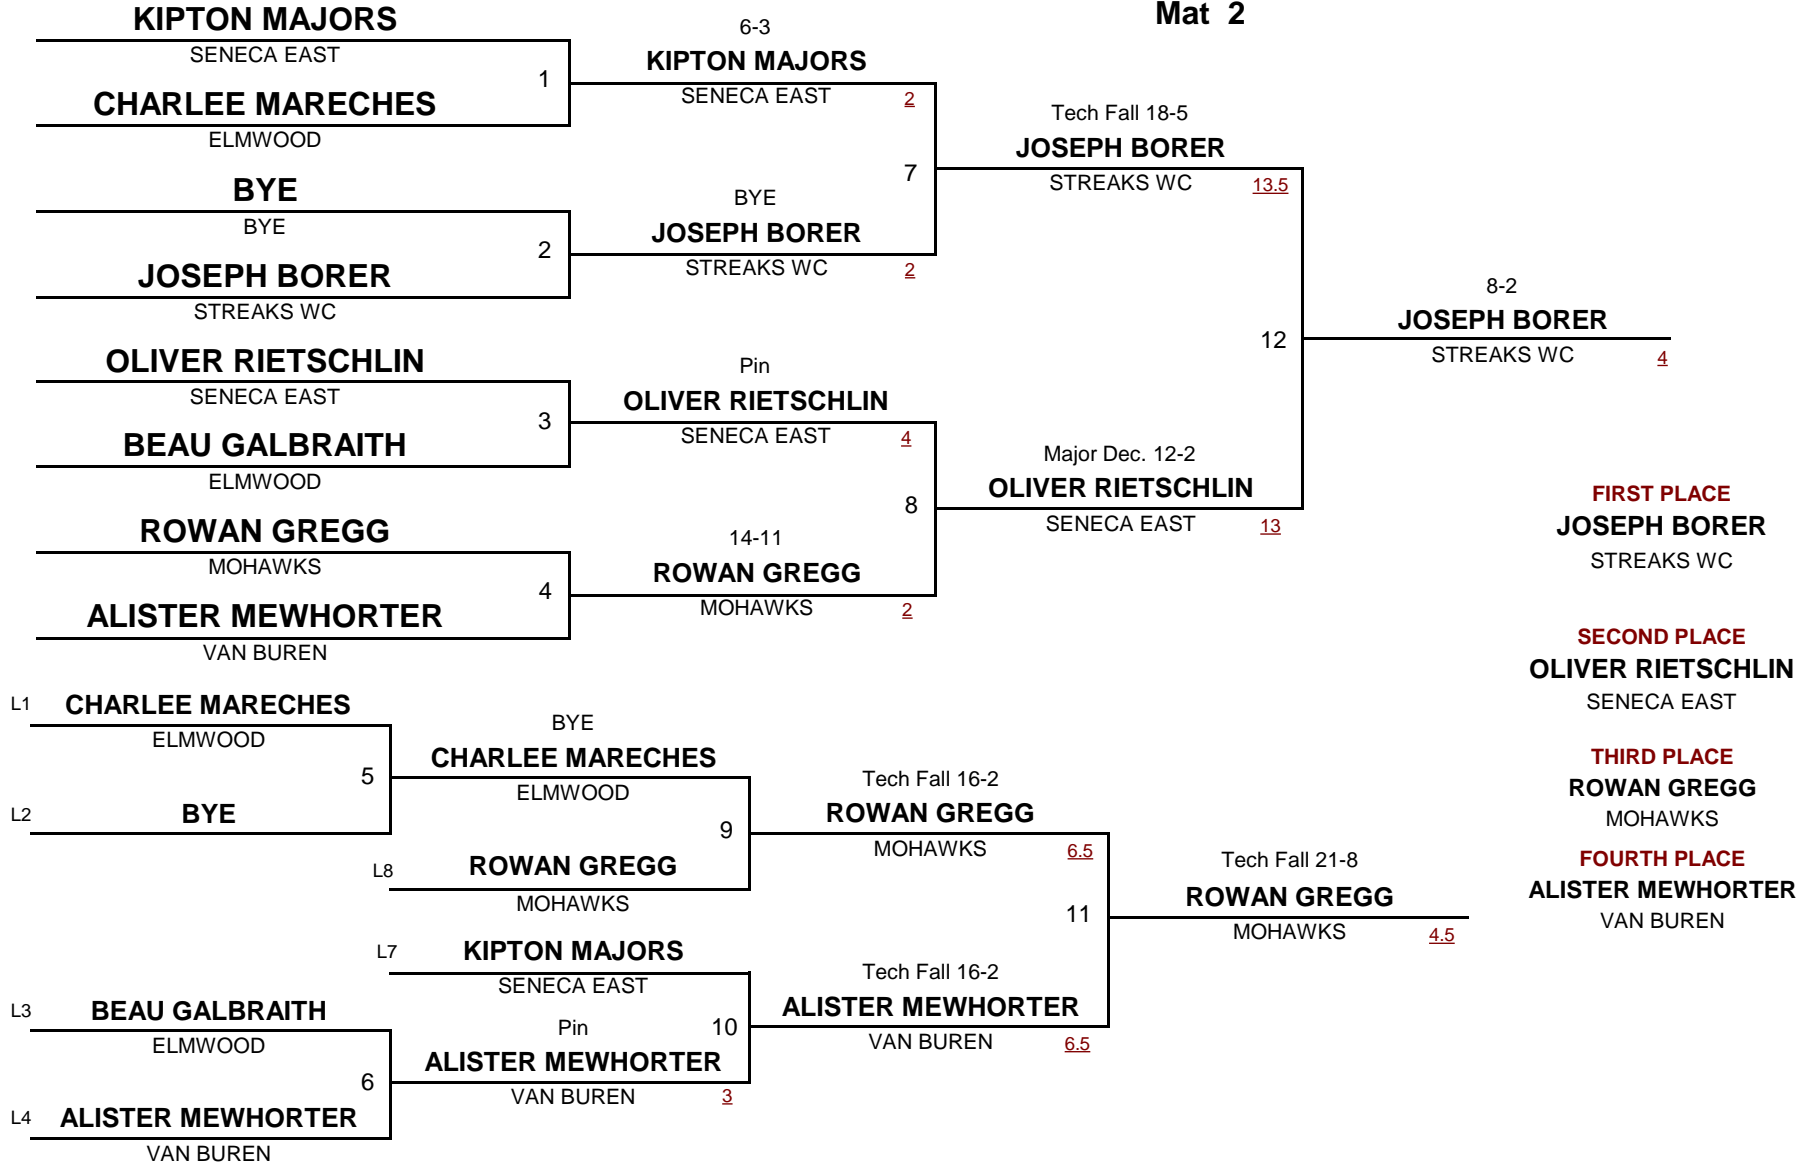 Mat 2
KIPTON MAJORS
SENECA EAST
1
CHARLEE MARECHES
ELMWOOD
BYE
BYE
2
JOSEPH BORER
STREAKS WC
OLIVER RIETSCHLIN
SENECA EAST
3
BEAU GALBRAITH
ELMWOOD
ROWAN GREGG
MOHAWKS
4
ALISTER MEWHORTER
VAN BUREN
6-3
KIPTON MAJORS
SENECA EAST 2
7
BYE
JOSEPH BORER
STREAKS WC 2
Pin
OLIVER RIETSCHLIN
SENECA EAST 4
8
14-11
ROWAN GREGG
MOHAWKS 2
Tech Fall 18-5
JOSEPH BORER
STREAKS WC 13.5
12
Major Dec. 12-2
OLIVER RIETSCHLIN
SENECA EAST 13
8-2
JOSEPH BORER
STREAKS WC 4
FIRST PLACE
JOSEPH BORER
STREAKS WC
SECOND PLACE
OLIVER RIETSCHLIN
SENECA EAST
THIRD PLACE
ROWAN GREGG
MOHAWKS
FOURTH PLACE
ALISTER MEWHORTER
VAN BUREN
L1 CHARLEE MARECHES
ELMWOOD
5
L2 BYE
L3 BEAU GALBRAITH
ELMWOOD
6
L4 ALISTER MEWHORTER
VAN BUREN
BYE
CHARLEE MARECHES
ELMWOOD
9
L8 ROWAN GREGG
MOHAWKS
L7 KIPTON MAJORS
SENECA EAST
Pin 10
ALISTER MEWHORTER
VAN BUREN 3
Tech Fall 16-2
ROWAN GREGG
MOHAWKS 6.5
11
Tech Fall 16-2
ALISTER MEWHORTER
VAN BUREN 6.5
Tech Fall 21-8
ROWAN GREGG
MOHAWKS 4.5